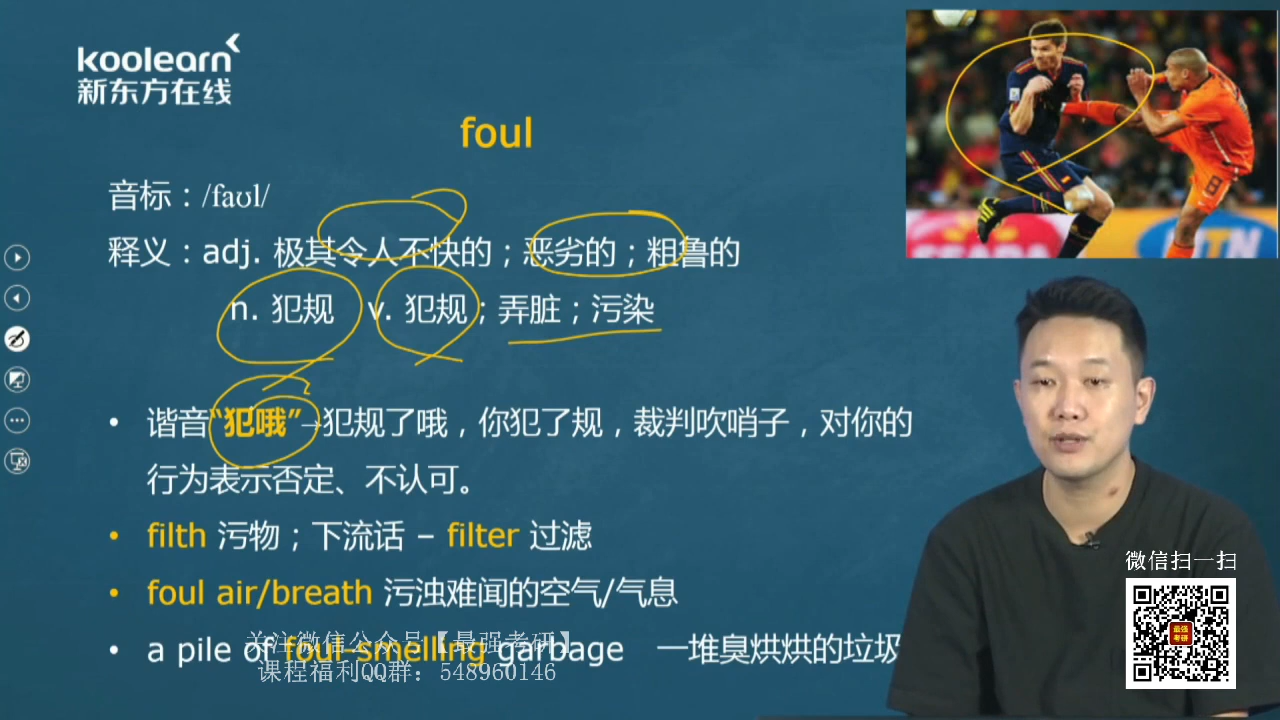 koolearn
新东方在线
foul
音标：/faʊl/
释义：adj. 极其令人不快的；恶劣的；粗鲁的
n. 犯规 v. 犯规；弄脏；污染
• 谐音“犯哦”→犯规了哦，你犯了规，裁判吹哨子，对你的
行为表示否定、不认可。
• filth 污物；下流话 – filter 过滤
• foul air/breath 污浊难闻的空气/气息
• a pile of foul-smelling garbage 一堆臭烘烘的垃圾
关注微信公众号【最强考研】
课程福利QQ群：548960146
微信扫一扫
最强
考研
8